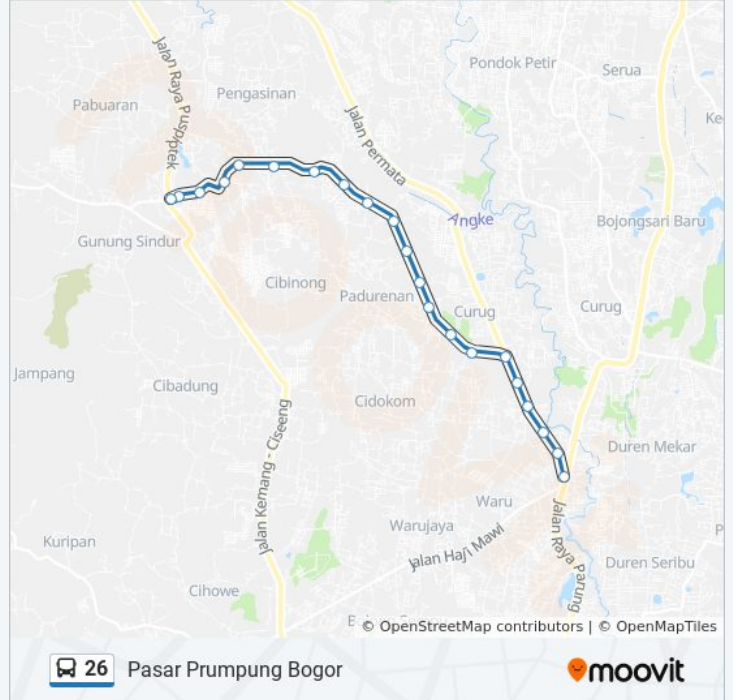 Pondok Petir
Serua
Pengasinan
Pabuaran
Jalan Raya Puspiptek
Jalan Permata
Angke
Bojongsari Baru
Gunung Sindur
Cibinong
Padurenan
Curug
Curug
Jampang
Cibadung
Cidokom
Duren Mekar
Jalan Kemang - Ciseeng
Waru
Warujaya
Jalan Haji Mawi
Jalan Raya Parung
Kuripan
Duren Seribu
Cihowe
© OpenStreetMap contributors | © OpenMapTiles
26 Pasar Prumpung Bogor
moovit